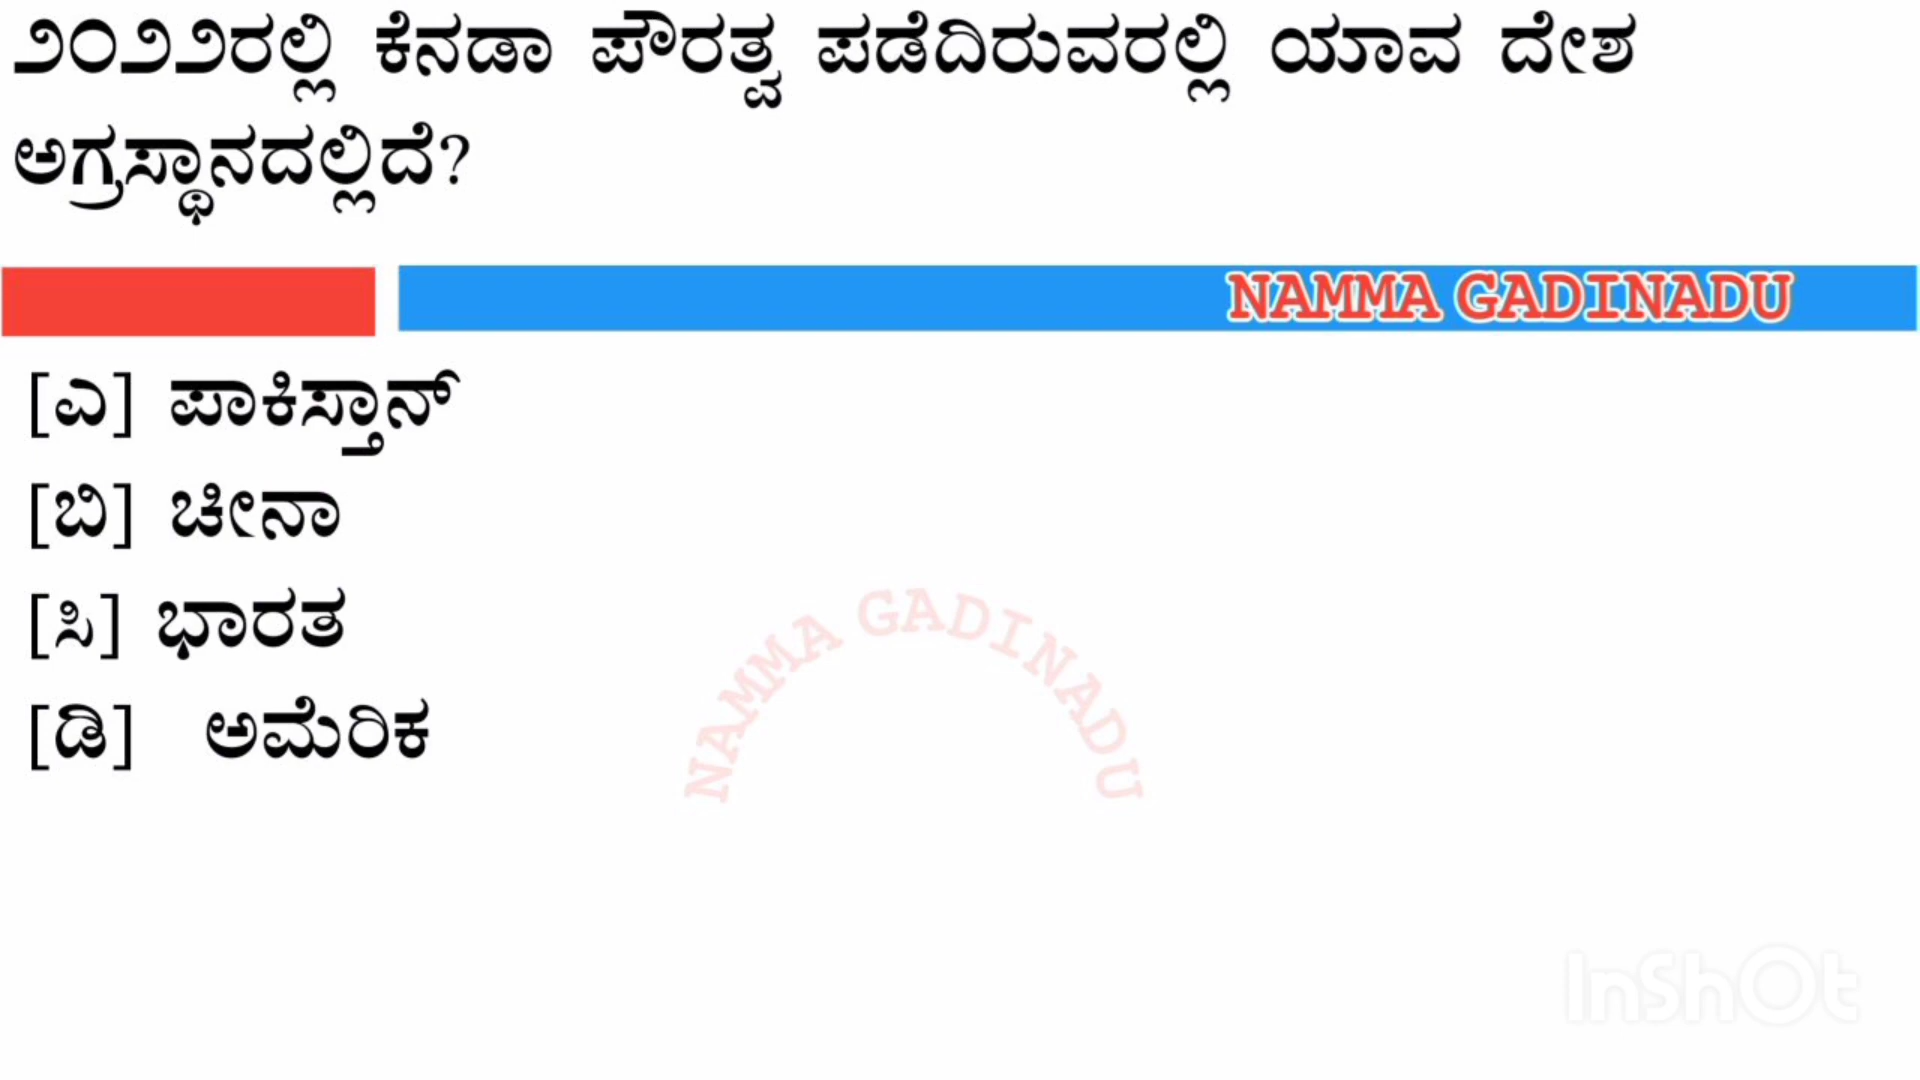 ೨೦೨೨ರಲ್ಲಿ ಕೆನಡಾ ಪೌರತ್ವ ಪಡೆದಿರುವರಲ್ಲಿ ಯಾವ ದೇಶ
ಅಗ್ರಸ್ಥಾನದಲ್ಲಿದೆ?
NAMMA GADINADU
[ಎ] ಪಾಕಿಸ್ತಾನ್
[ಬಿ] ಚೀನಾ
[ಸಿ] ಭಾರತ
[ಡಿ] ಅಮೆರಿಕ
NAMMA GADINADU
InShOt